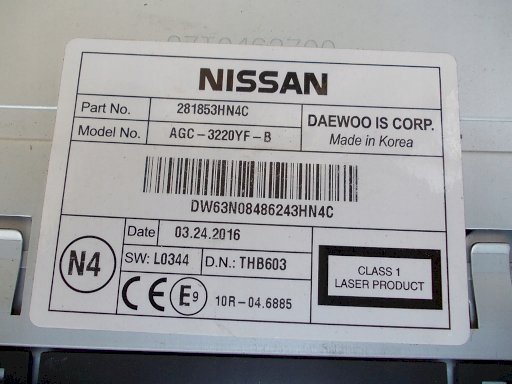 NISSAN
Part No. 281853HN4C
Model No. AGC-3220YF-B
DAEWOO IS CORP.
Made in Korea
DW63N08486243HN4C
N4
Date 03.24.2016
SW: L0344 D.N.: THB603
CE E9 10R-04.6885
CLASS 1
LASER PRODUCT